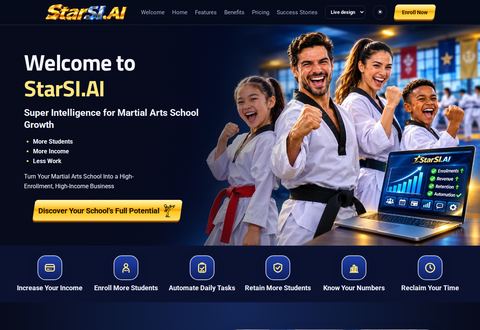 StarSI.AI
Welcome
Home
Features
Benefits
Pricing
Success Stories
Live design
Enroll Now
Welcome to
StarSI.AI
Super Intelligence for Martial Arts School
Growth
More Students
More Income
Less Work
Turn Your Martial Arts School Into a High-
Enrollment, High-Income Business
Discover Your School's Full Potential
StarSI.AI
Enrollments
Revenue
Retention
Automation
Increase Your Income
Enroll More Students
Automate Daily Tasks
Retain More Students
Know Your Numbers
Reclaim Your Time